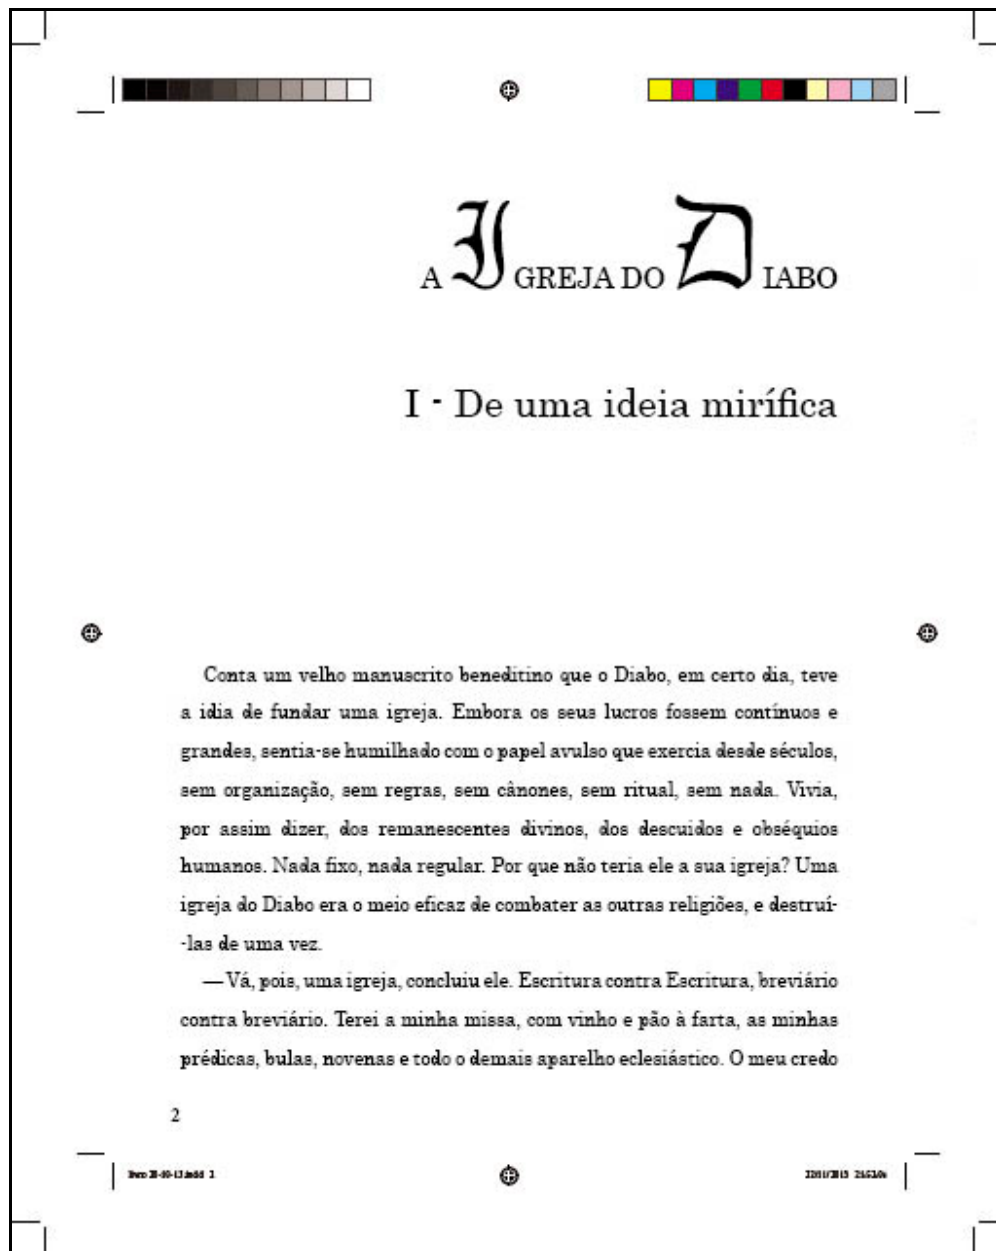 A IGREJA DO DIABO
I - De uma ideia mirífica
Conta um velho manuscrito beneditino que o Diabo, em certo dia, teve
a idia de fundar uma igreja. Embora os seus lucros fossem contínuos e
grandes, sentia-se humilhado com o papel avulso que exercia desde séculos,
sem organização, sem regras, sem cânones, sem ritual, sem nada. Vivia,
por assim dizer, dos remanescentes divinos, dos descuidos e obséquios
humanos. Nada fixo, nada regular. Por que não teria ele a sua igreja? Uma
igreja do Diabo era o meio eficaz de combater as outras religiões, e destruí-
-las de uma vez.
— Vá, pois, uma igreja, concluiu ele. Escritura contra Escritura, breviário
contra breviário. Terei a minha missa, com vinho e pão à farta, as minhas
prédicas, bulas, novenas e todo o demais aparelho eclesiástico. O meu credo
2